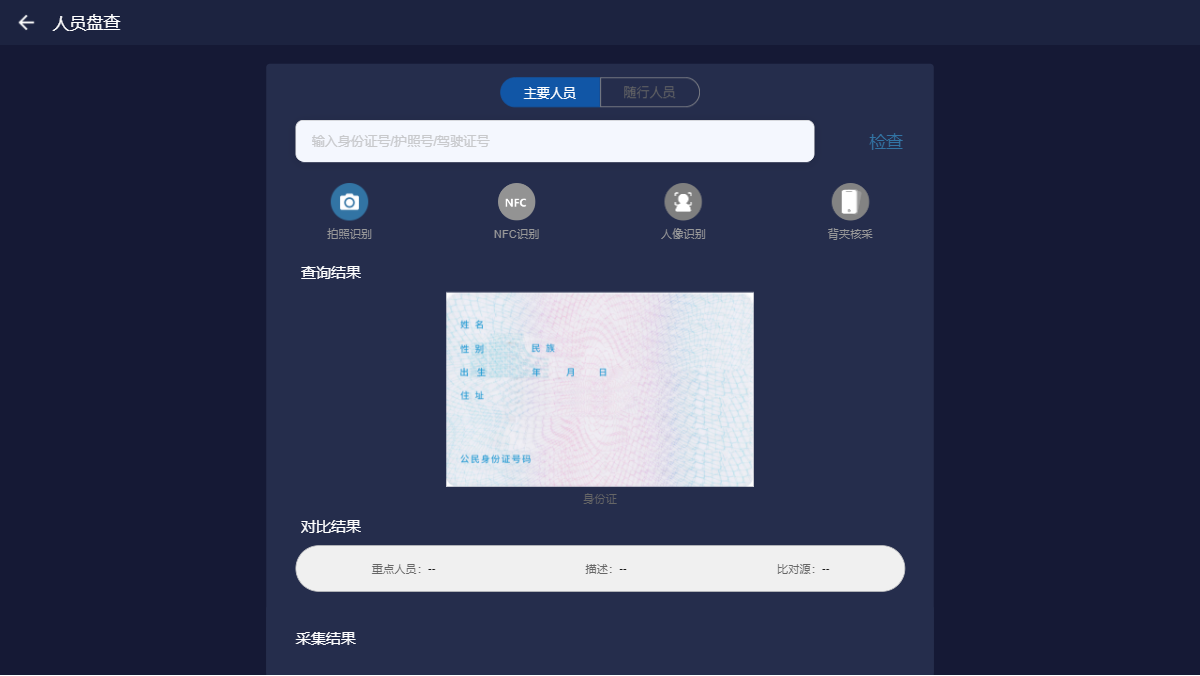 人员盘查
主要人员 随行人员
输入身份证号/护照号/驾驶证号 检查
NFC
拍照识别 NFC识别 人像识别 背夹核采
查询结果
姓 名
性 别 民 族
出 生 年 月 日
住 址
公民身份证号码
身份证
对比结果
重点人员: -- 描述: -- 比对源: --
采集结果